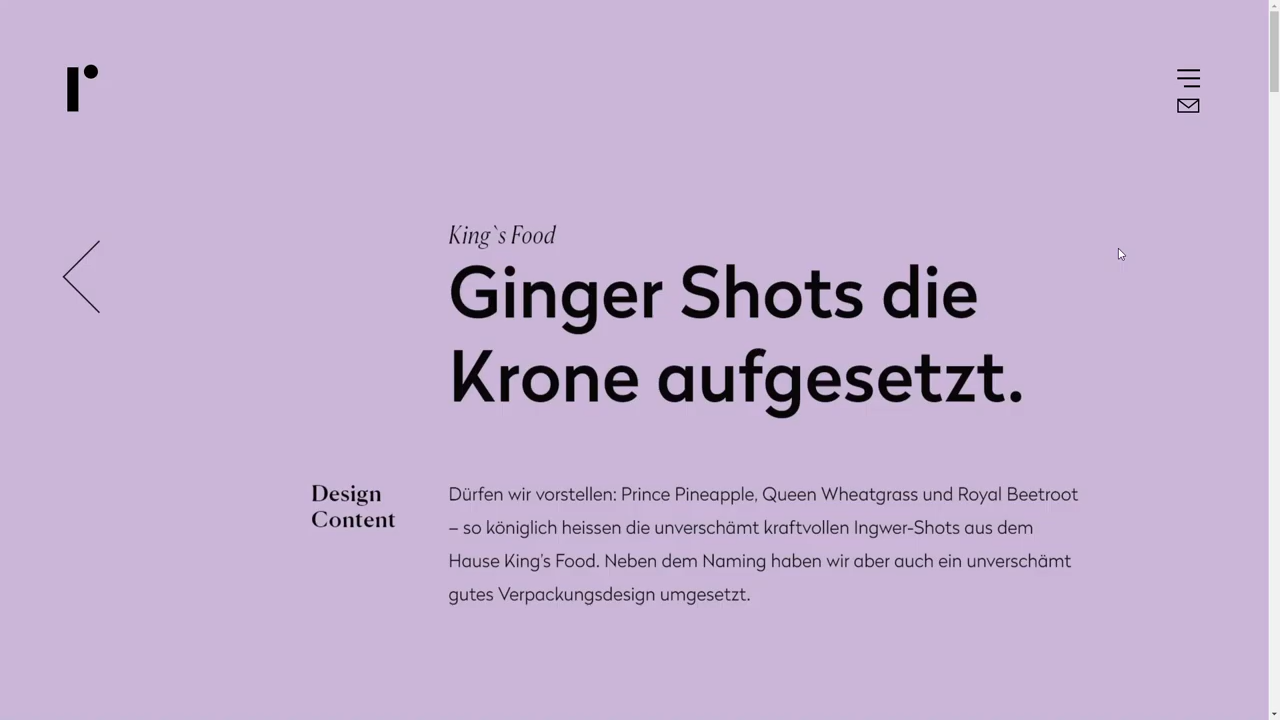 r
King`s Food
Ginger Shots die
Krone aufgesetzt.
Design
Content
Dürfen wir vorstellen: Prince Pineapple, Queen Wheatgrass und Royal Beetroot
– so königlich heissen die unverschämt kraftvollen Ingwer-Shots aus dem
Hause King's Food. Neben dem Naming haben wir aber auch ein unverschämt
gutes Verpackungsdesign umgesetzt.